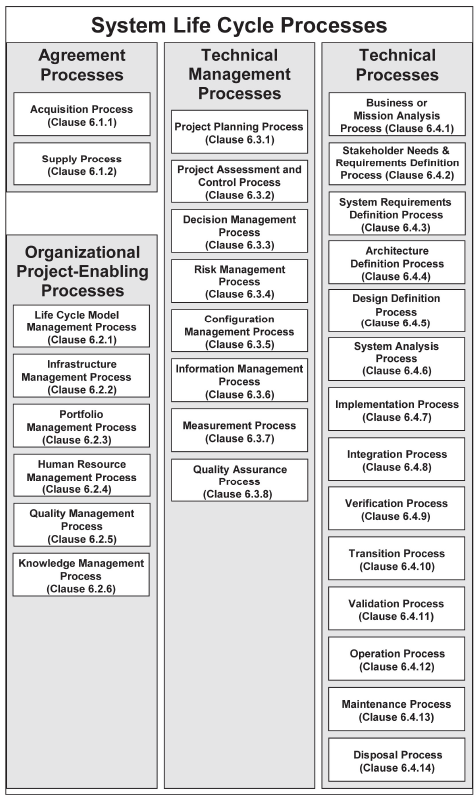 System Life Cycle Processes
Agreement
Processes
Acquisition Process
(Clause 6.1.1)
Supply Process
(Clause 6.1.2)
Organizational
Project-Enabling
Processes
Life Cycle Model
Management Process
(Clause 6.2.1)
Infrastructure
Management Process
(Clause 6.2.2)
Portfolio
Management Process
(Clause 6.2.3)
Human Resource
Management Process
(Clause 6.2.4)
Quality Management
Process
(Clause 6.2.5)
Knowledge Management
Process
(Clause 6.2.6)
Technical
Management
Processes
Project Planning Process
(Clause 6.3.1)
Project Assessment and
Control Process
(Clause 6.3.2)
Decision Management
Process
(Clause 6.3.3)
Risk Management
Process
(Clause 6.3.4)
Configuration
Management Process
(Clause 6.3.5)
Information Management
Process
(Clause 6.3.6)
Measurement Process
(Clause 6.3.7)
Quality Assurance
Process
(Clause 6.3.8)
Technical
Processes
Business or
Mission Analysis
Process (Clause 6.4.1)
Stakeholder Needs &
Requirements Definition
Process (Clause 6.4.2)
System Requirements
Definition Process
(Clause 6.4.3)
Architecture
Definition Process
(Clause 6.4.4)
Design Definition
Process
(Clause 6.4.5)
System Analysis
Process
(Clause 6.4.6)
Implementation Process
(Clause 6.4.7)
Integration Process
(Clause 6.4.8)
Verification Process
(Clause 6.4.9)
Transition Process
(Clause 6.4.10)
Validation Process
(Clause 6.4.11)
Operation Process
(Clause 6.4.12)
Maintenance Process
(Clause 6.4.13)
Disposal Process
(Clause 6.4.14)